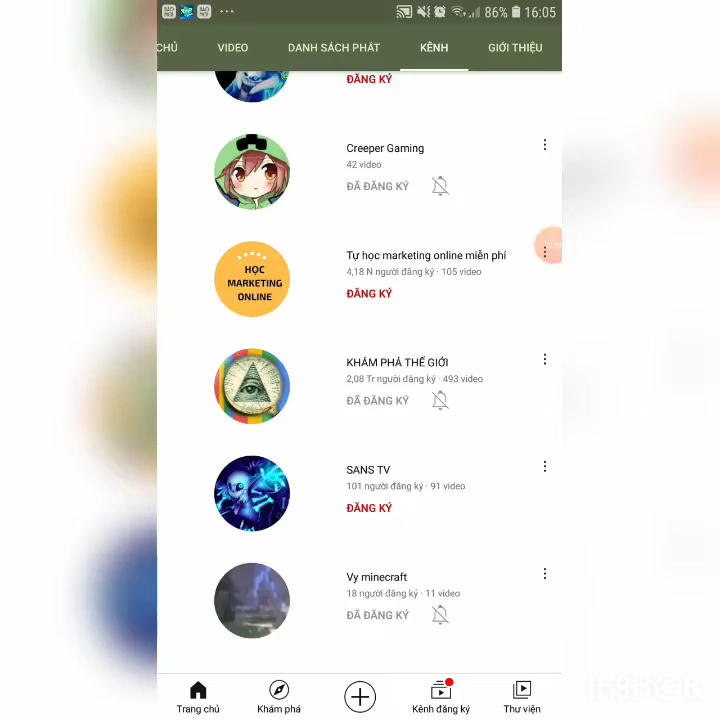 BÁO MỚI
BÁO MỚI
86%
16:05
CHỦ
VIDEO
DANH SÁCH PHÁT
KÊNH
GIỚI THIỆU
ĐĂNG KÝ
Creeper Gaming
42 video
ĐÃ ĐĂNG KÝ
HỌC
MARKETING
ONLINE
Tự học marketing online miễn phí
4,18 N người đăng ký · 105 video
ĐĂNG KÝ
KHÁM PHÁ THẾ GIỚI
2,08 Tr người đăng ký · 493 video
ĐÃ ĐĂNG KÝ
SANS TV
101 người đăng ký · 91 video
ĐĂNG KÝ
Vy minecraft
18 người đăng ký · 11 video
ĐÃ ĐĂNG KÝ
Trang chủ
Khám phá
Kênh đăng ký
Thư viện